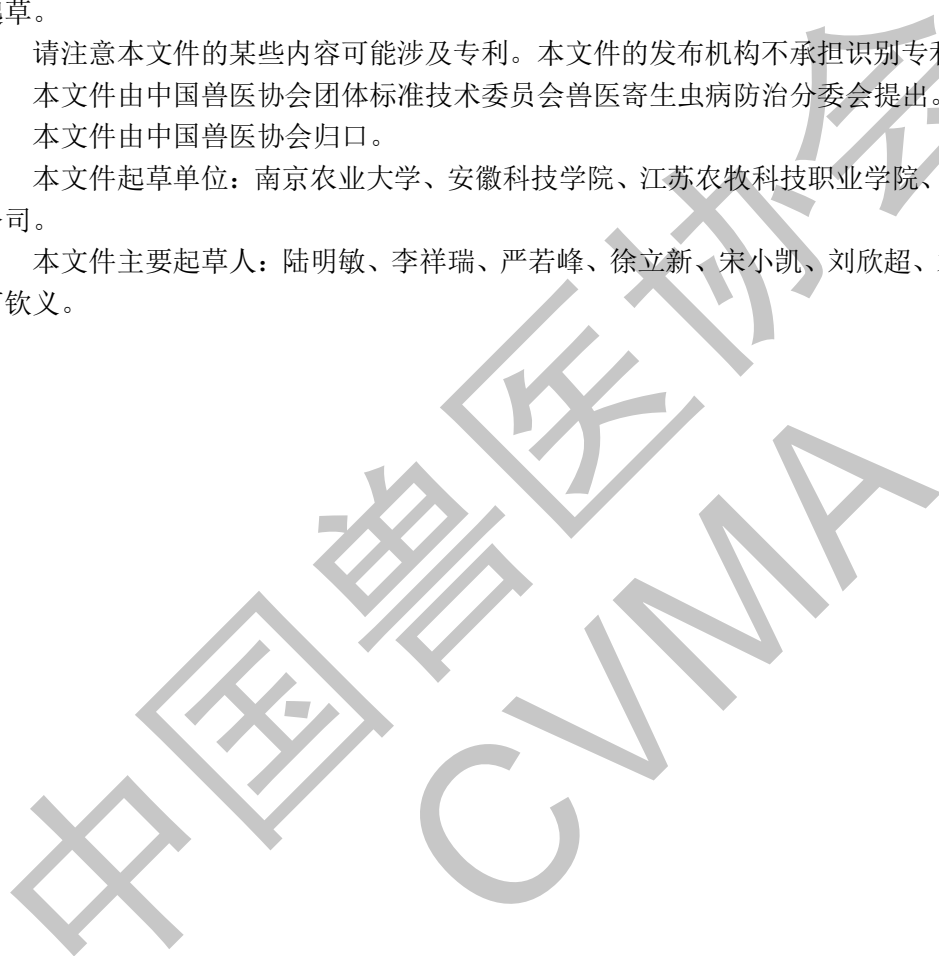 草。
请注意本文件的某些内容可能涉及专利。本文件的发布机构不承担识别专利
本文件由中国兽医协会团体标准技术委员会兽医寄生虫病防治分委会提出。
本文件由中国兽医协会归口。
本文件起草单位：南京农业大学、安徽科技学院、江苏农牧科技职业学院、
司。
本文件主要起草人：陆明敏、李祥瑞、严若峰、徐立新、宋小凯、刘欣超、
钦义。
中国兽医协会
CVMA